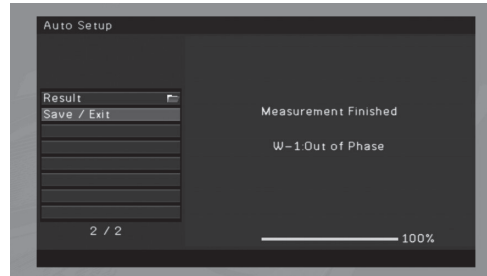 Auto Setup
Result
Save / Exit
Measurement Finished
W-1:Out of Phase
2 / 2
100%